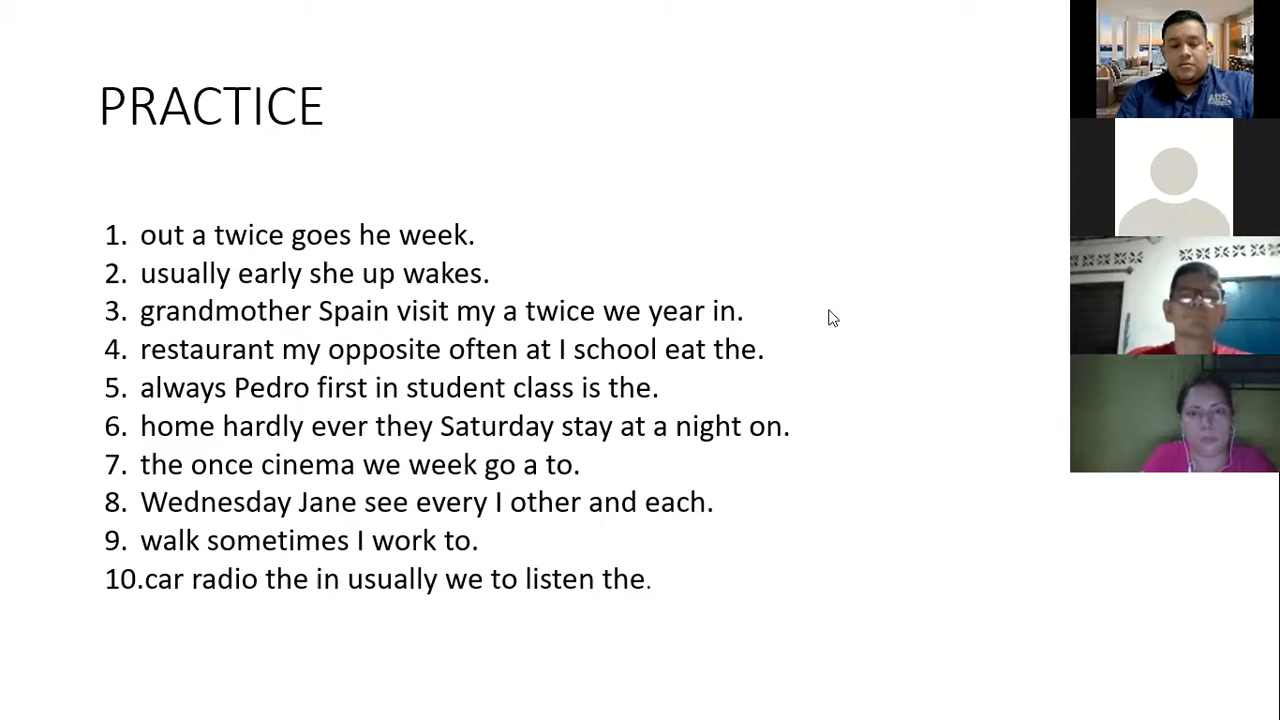 PRACTICE
1. out a twice goes he week.
2. usually early she up wakes.
3. grandmother Spain visit my a twice we year in.
4. restaurant my opposite often at I school eat the.
5. always Pedro first in student class is the.
6. home hardly ever they Saturday stay at a night on.
7. the once cinema we week go a to.
8. Wednesday Jane see every I other and each.
9. walk sometimes I work to.
10.car radio the in usually we to listen the.